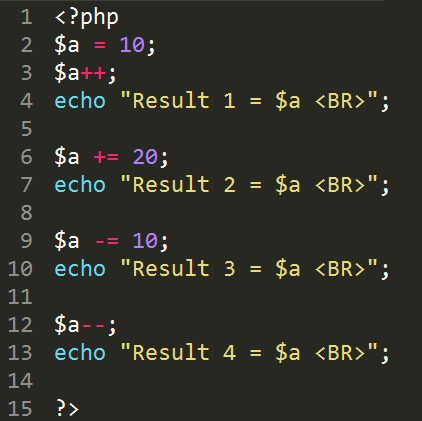 1 <?php
2 $a = 10;
3 $a++;
4 echo "Result 1 = $a <BR>";
5
6 $a += 20;
7 echo "Result 2 = $a <BR>";
8
9 $a -= 10;
10 echo "Result 3 = $a <BR>";
11
12 $a--;
13 echo "Result 4 = $a <BR>";
14
15 ?>